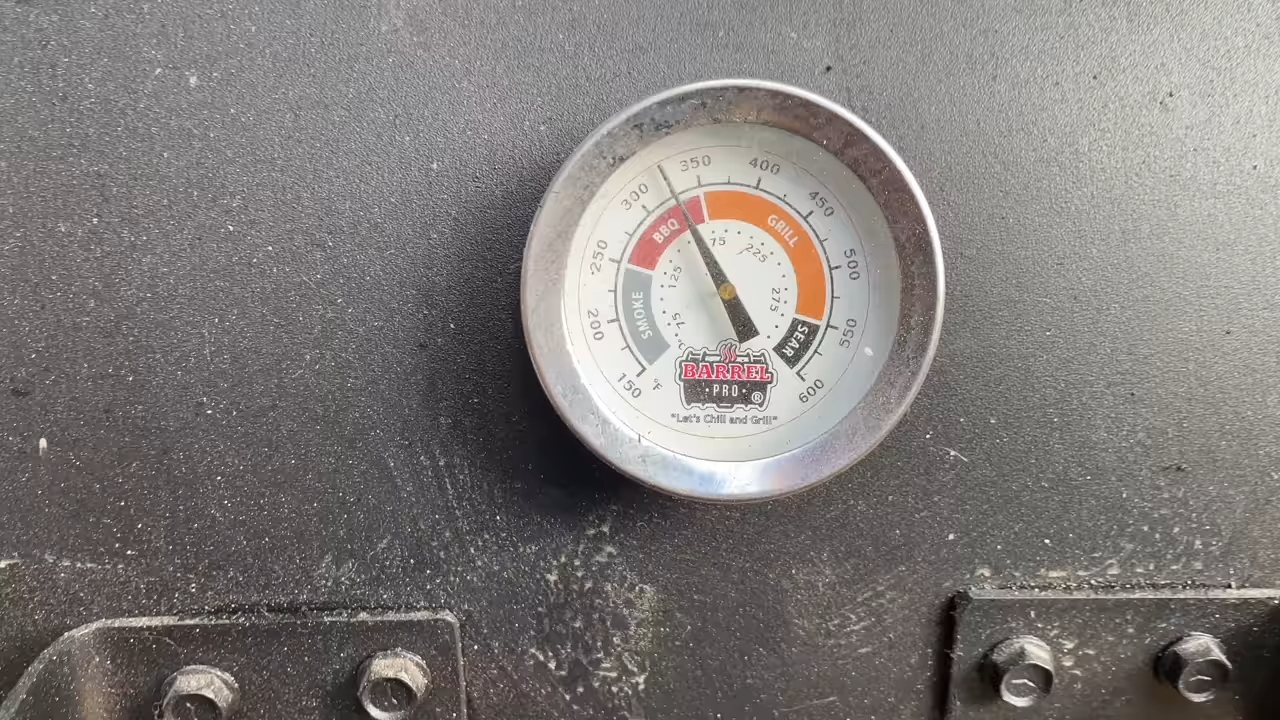 150 200 250 300 350 400 450 500 550 600
°F
SMOKE BBQ GRILL SEAR
75 125 75 225 275
BARREL
PRO ®
"Let's Chill and Grill"